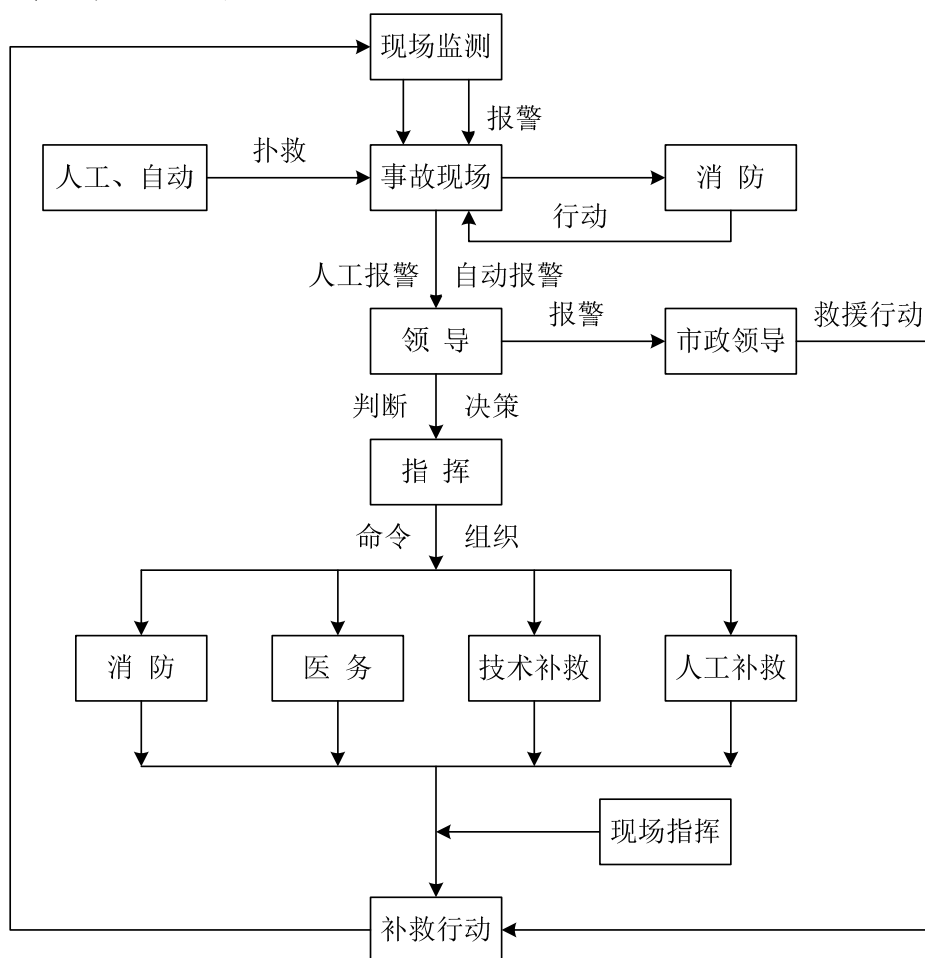 现场监测
报警
扑救
人工、自动
事故现场
消 防
行动
人工报警
自动报警
报警
救援行动
领 导
市政领导
判断
决策
指 挥
命令
组织
消 防
医 务
技术补救
人工补救
现场指挥
补救行动